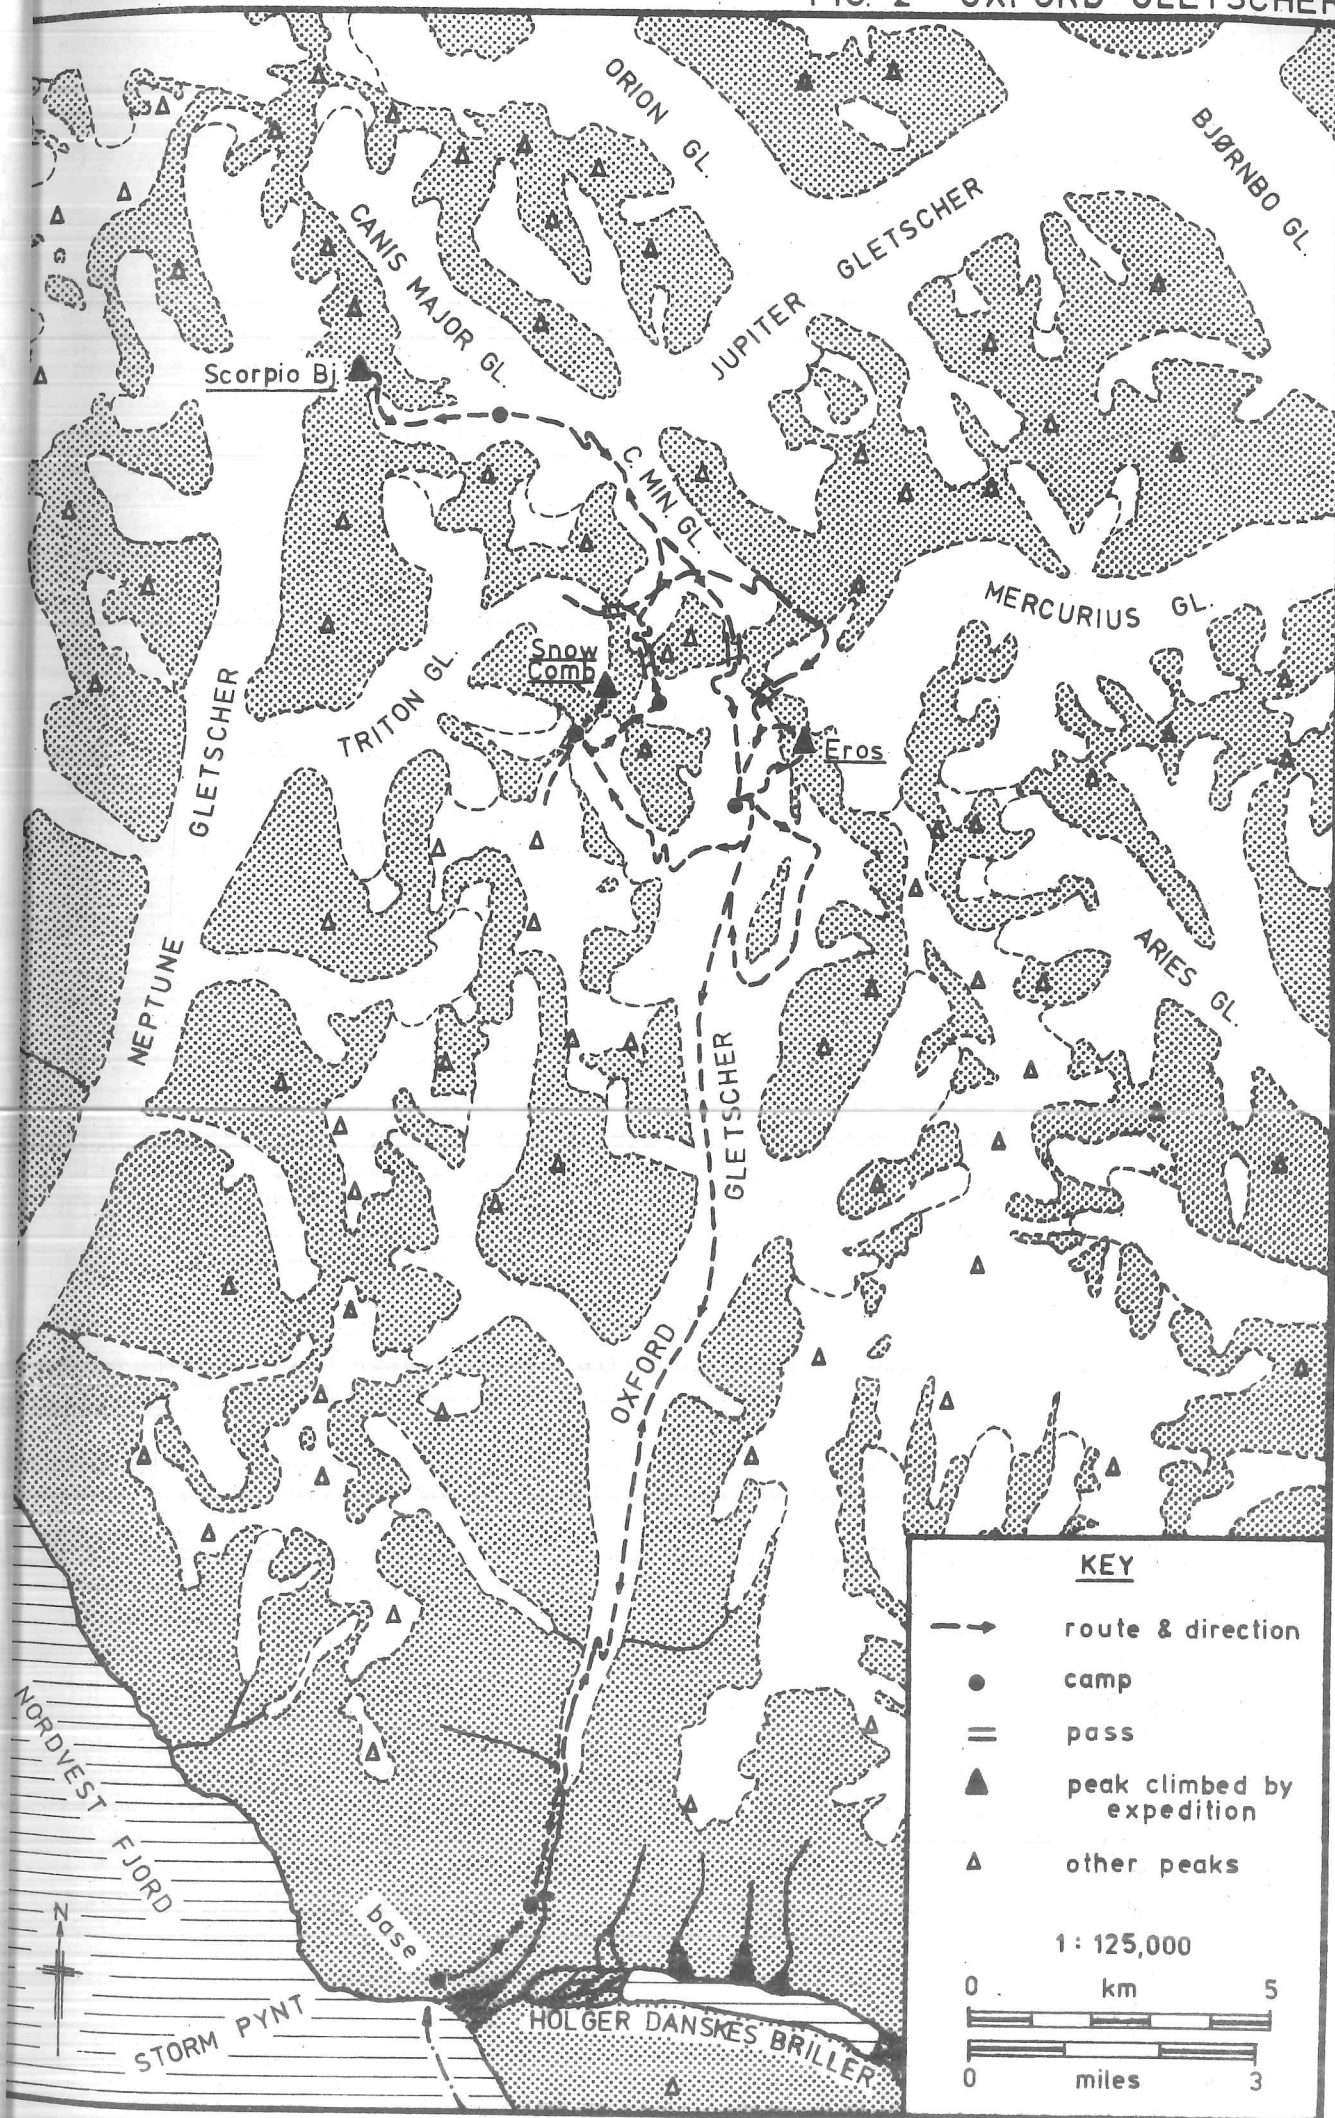 FIG. 2 OXFORD GLETSCHER
ORION GL.
BJØRNBO GL.
CANIS MAJOR GL.
JUPITER GLETSCHER
Scorpio Bj.
C. MIN GL.
MERCURIUS GL.
Snow
Comb
TRITON GL.
Eros
NEPTUNE GLETSCHER
ARIES GL.
OXFORD GLETSCHER
NORDVEST FJORD
base
STORM PYNT
HOLGER DANSKES BRILLER
N
KEY
route & direction
camp
pass
peak climbed by
expedition
other peaks
1 : 125,000
0 km 5
0 miles 3